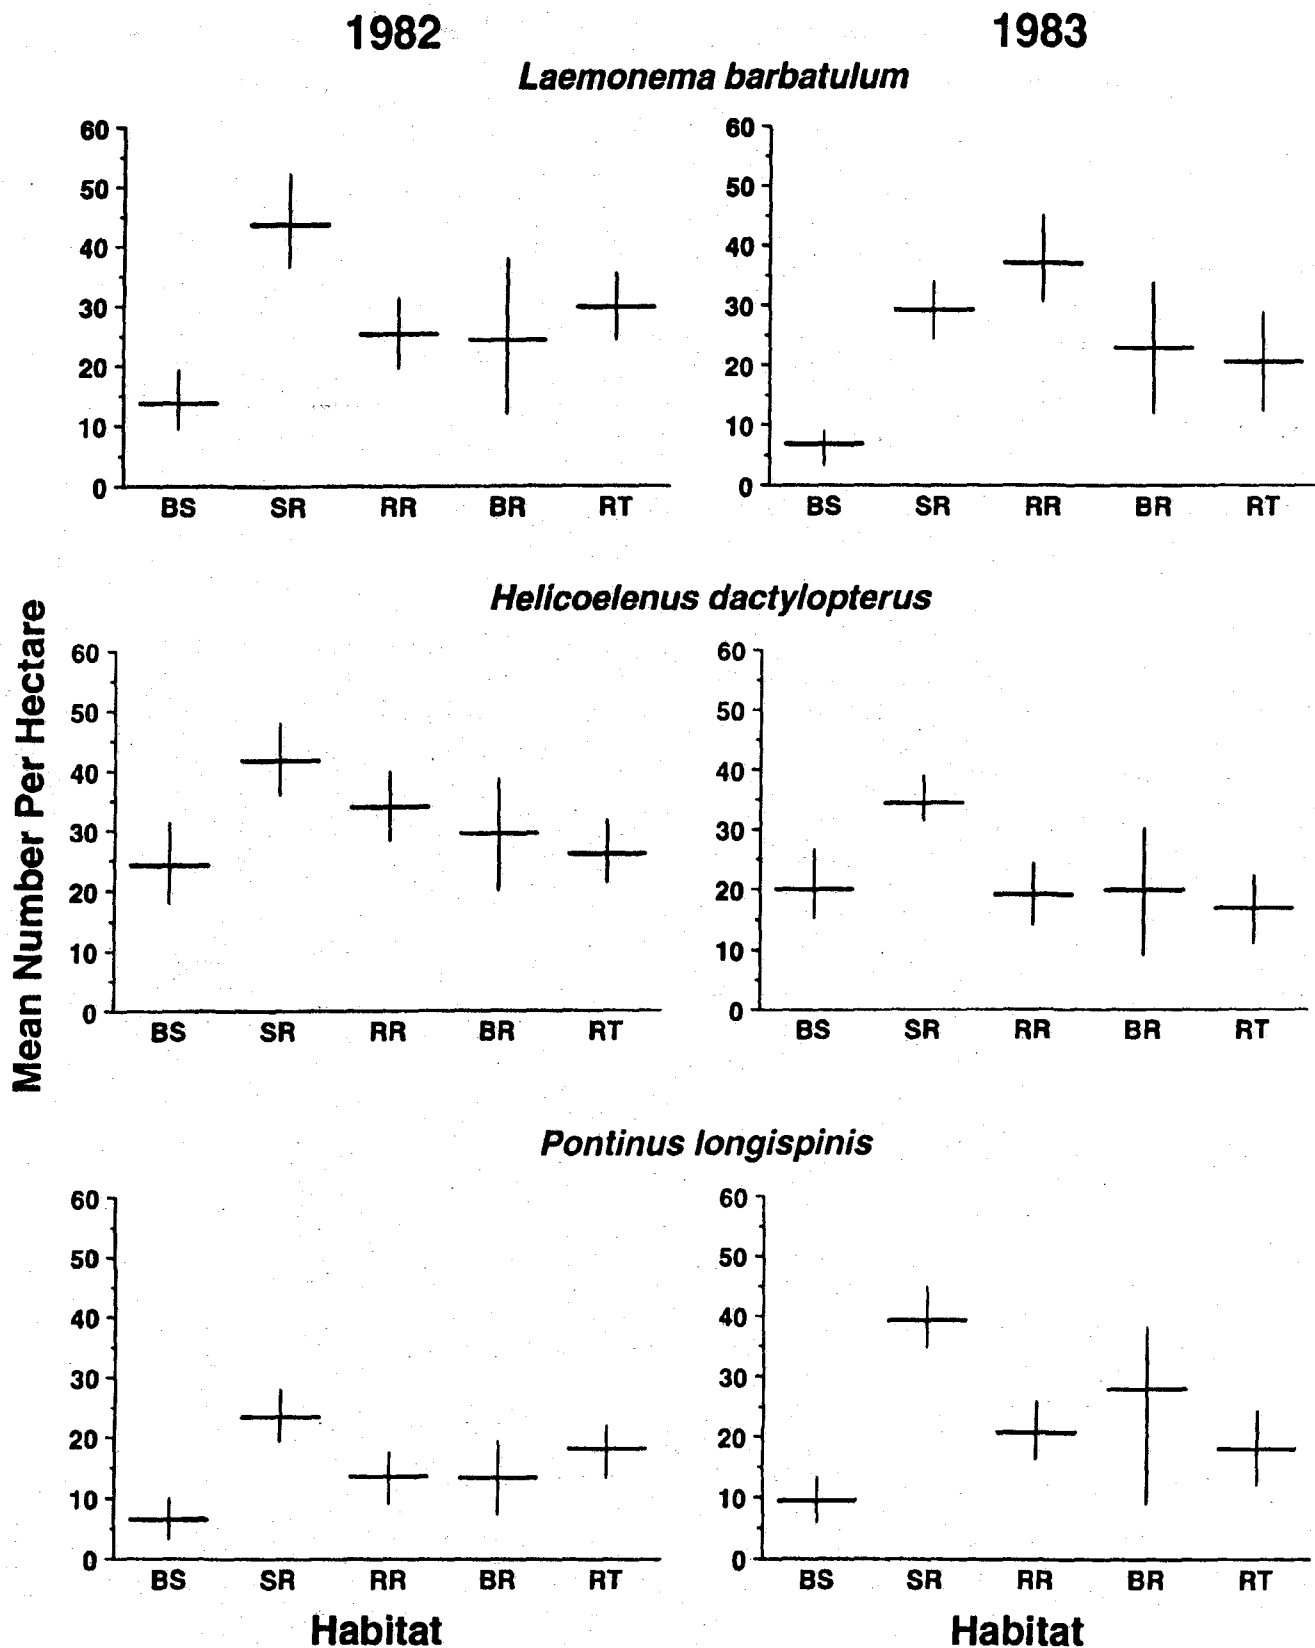 1982 1983
Laemonema barbatulum
60 60
50 50
40 40
30 30
20 20
10 10
0 0
BS SR RR BR RT BS SR RR BR RT
Mean Number Per Hectare
Helicoelenus dactylopterus
60 60
50 50
40 40
30 30
20 20
10 10
0 0
BS SR RR BR RT BS SR RR BR RT
Pontinus longispinis
60 60
50 50
40 40
30 30
20 20
10 10
0 0
BS SR RR BR RT BS SR RR BR RT
Habitat Habitat